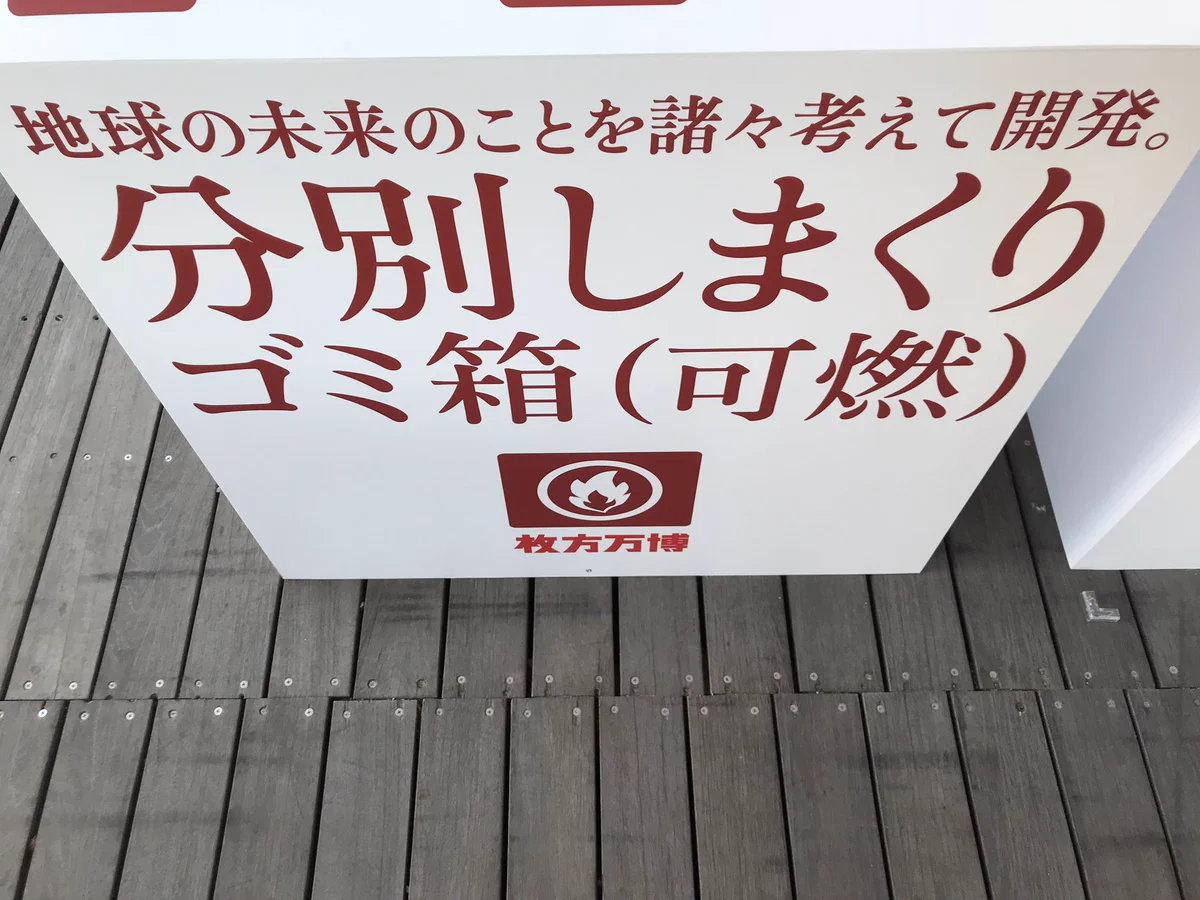 地球の未来のことを諸々考えて開発。
分別しまくり
ゴミ箱(可燃)
枚方万博